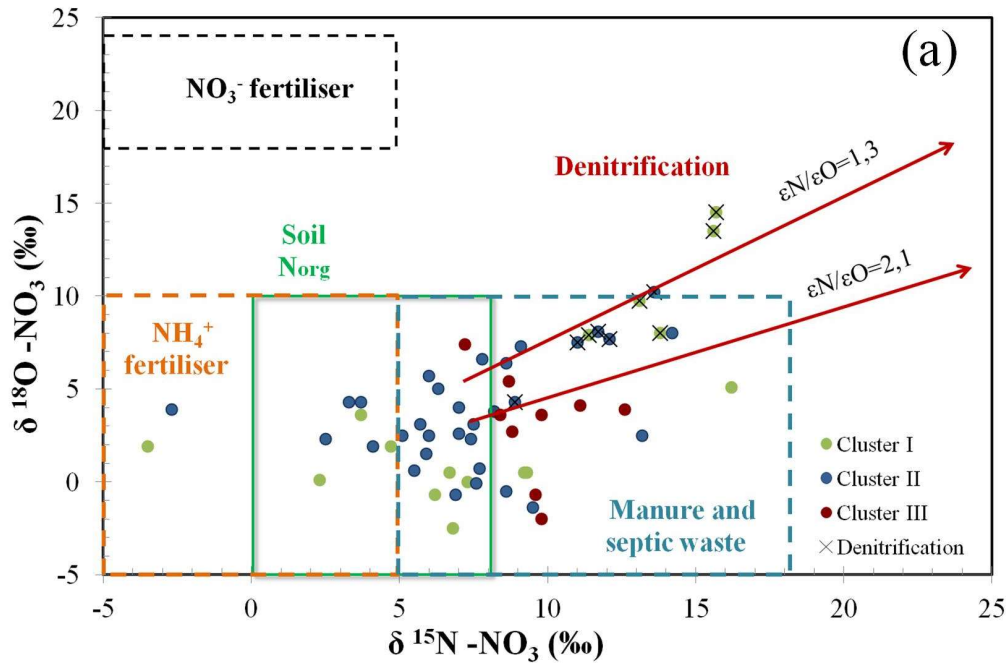 (a)
δ ¹⁸O -NO₃ (‰)
25
20
15
10
5
0
-5
NO₃⁻ fertiliser
Denitrification
εN/εO=1,3
εN/εO=2,1
Soil
Norg
NH₄⁺
fertiliser
Manure and
septic waste
Cluster I
Cluster II
Cluster III
Denitrification
-5 0 5 10 15 20 25
δ ¹⁵N -NO₃ (‰)